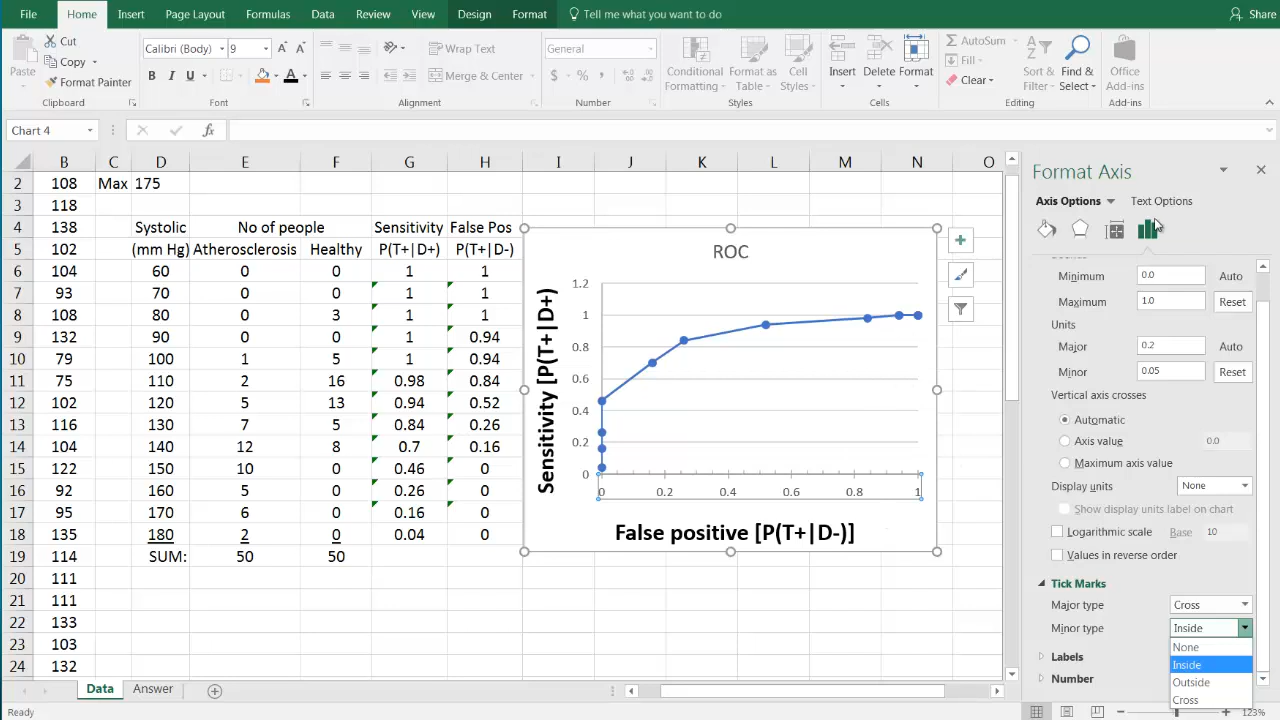 File Home Insert Page Layout Formulas Data Review View Design Format Tell me what you want to do Share
Cut
Copy
Format Painter
Paste
Clipboard
Calibri (Body) 9 A A
B I U A
Font
Wrap Text
Merge & Center
Alignment
General
$ % ,
Number
Conditional Formatting
Format as Table
Cell Styles
Styles
Insert Delete Format
Cells
AutoSum
Fill
Clear
Sort & Filter
Find & Select
Editing
Office Add-ins
Add-ins
Chart 4 fx
B C D E F G H I J K L M N O
2 108 Max 175
3 118
4 138 Systolic No of people Sensitivity False Pos
5 102 (mm Hg) Atherosclerosis Healthy P(T+|D+) P(T+|D-)
6 104 60 0 0 1 1
7 93 70 0 0 1 1
8 108 80 0 3 1 1
9 132 90 0 0 1 0.94
10 79 100 1 5 1 0.94
11 75 110 2 16 0.98 0.84
12 102 120 5 13 0.94 0.52
13 116 130 7 5 0.84 0.26
14 104 140 12 8 0.7 0.16
15 122 150 10 0 0.46 0
16 92 160 5 0 0.26 0
17 95 170 6 0 0.16 0
18 135 180 2 0 0.04 0
19 114 SUM: 50 50
20 111
21 111
22 133
23 103
24 132
ROC
1.2
1
0.8
0.6
0.4
0.2
0
0 0.2 0.4 0.6 0.8 1
Sensitivity [P(T+|D+)
False positive [P(T+|D-)]
Format Axis
Axis Options Text Options
Minimum 0.0 Auto
Maximum 1.0 Reset
Units
Major 0.2 Auto
Minor 0.05 Reset
Vertical axis crosses
Automatic
Axis value 0.0
Maximum axis value
Display units None
Show display units label on chart
Logarithmic scale Base 10
Values in reverse order
Tick Marks
Major type Cross
Minor type Inside
None
Inside
Outside
Cross
Labels
Number
Data Answer
Ready 123%